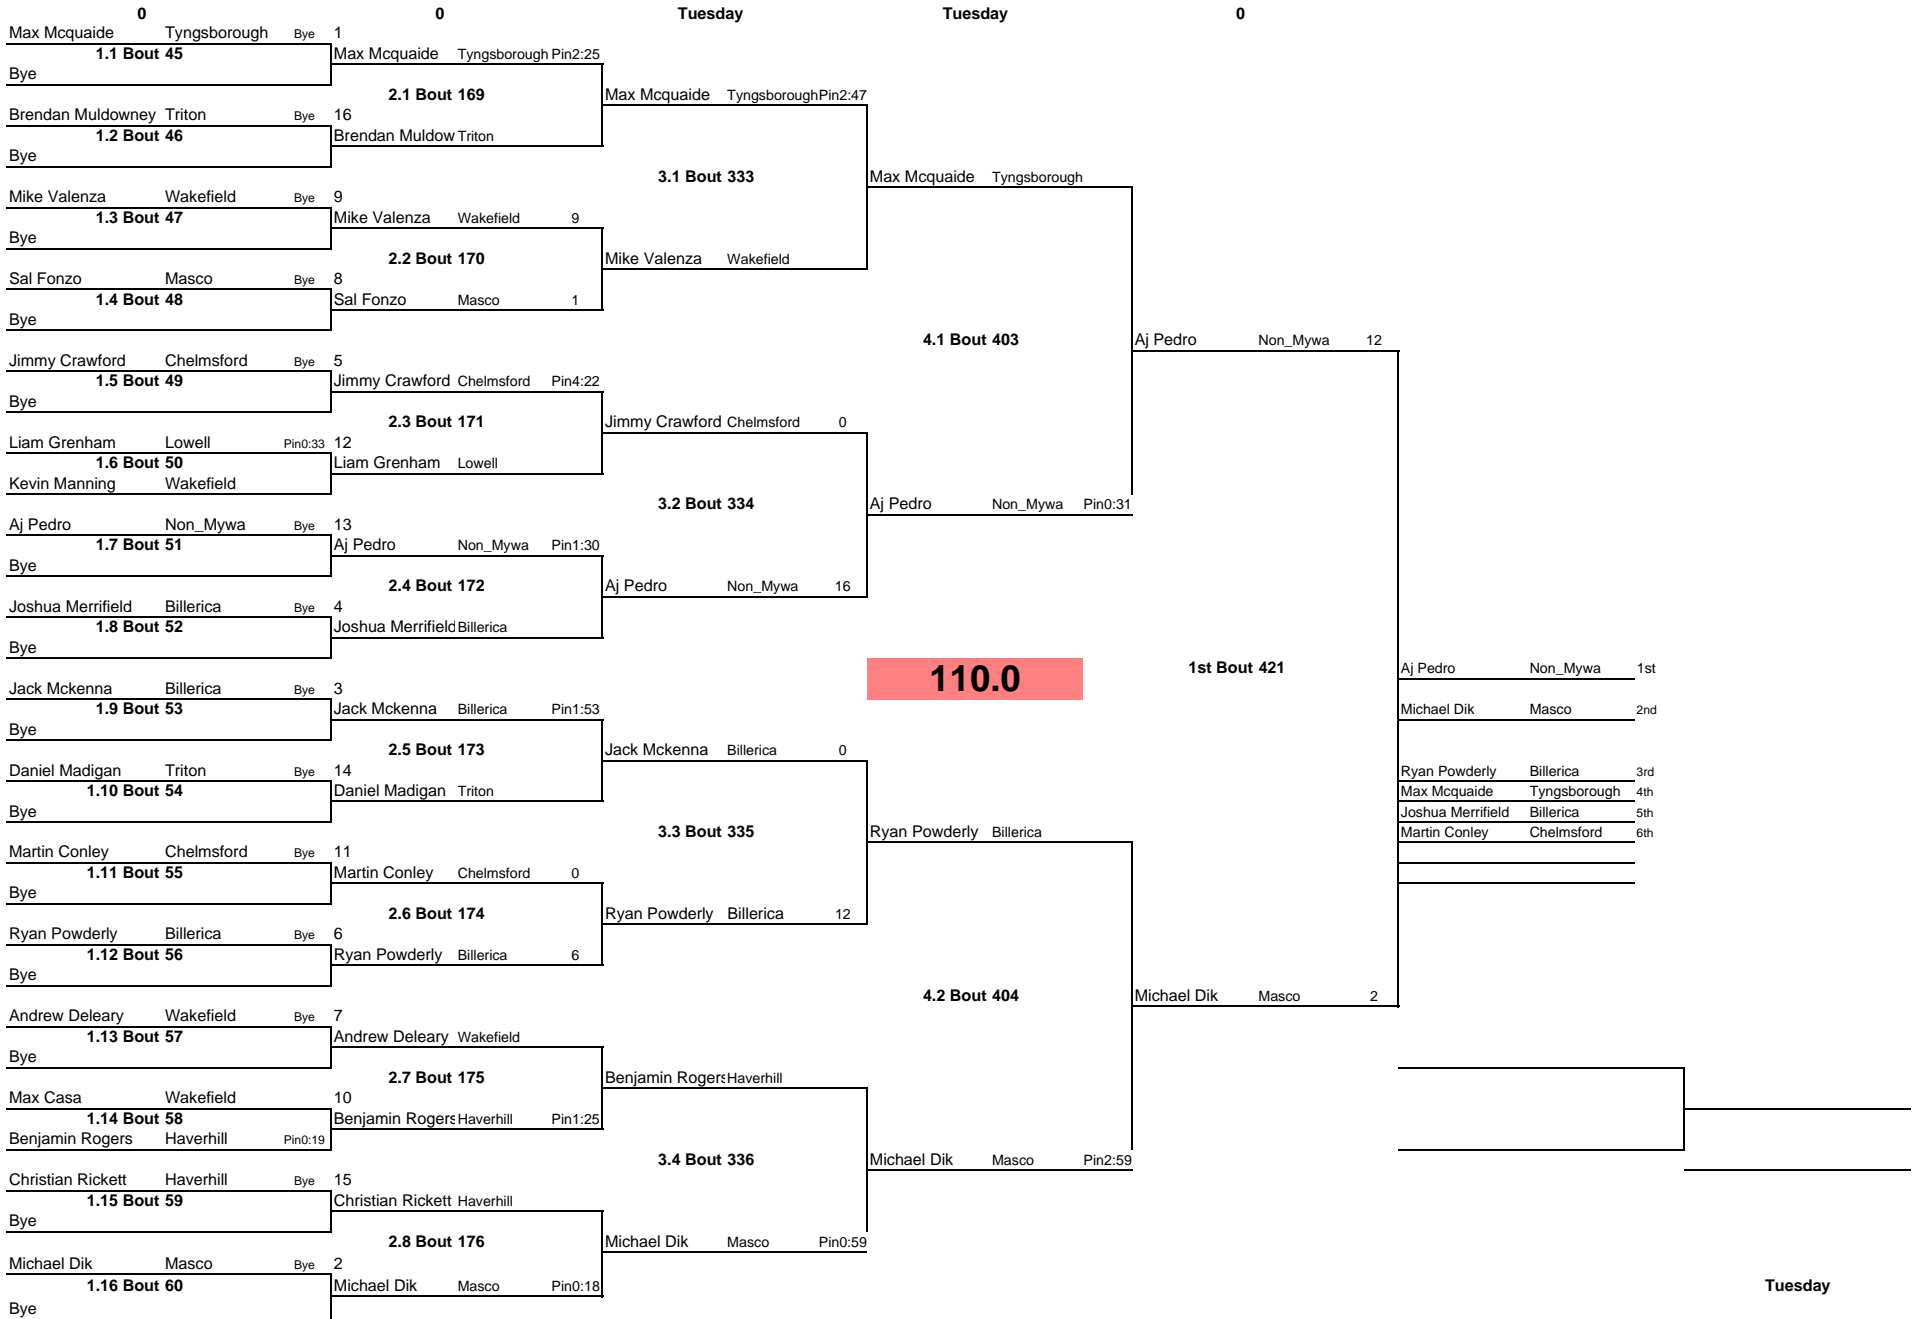 0 0 Tuesday Tuesday 0
Max Mcquaide Tyngsborough Bye 1
1.1 Bout 45 Max Mcquaide Tyngsborough Pin2:25
Bye
2.1 Bout 169 Max Mcquaide Tyngsborough Pin2:47
Brendan Muldowney Triton Bye 16
1.2 Bout 46 Brendan Muldow Triton
Bye
3.1 Bout 333 Max Mcquaide Tyngsborough
Mike Valenza Wakefield Bye 9
1.3 Bout 47 Mike Valenza Wakefield 9
Bye
2.2 Bout 170 Mike Valenza Wakefield
Sal Fonzo Masco Bye 8
1.4 Bout 48 Sal Fonzo Masco 1
Bye
4.1 Bout 403 Aj Pedro Non_Mywa 12
Jimmy Crawford Chelmsford Bye 5
1.5 Bout 49 Jimmy Crawford Chelmsford Pin4:22
Bye
2.3 Bout 171 Jimmy Crawford Chelmsford 0
Liam Grenham Lowell Pin0:33 12
1.6 Bout 50 Liam Grenham Lowell
Kevin Manning Wakefield
3.2 Bout 334 Aj Pedro Non_Mywa Pin0:31
Aj Pedro Non_Mywa Bye 13
1.7 Bout 51 Aj Pedro Non_Mywa Pin1:30
Bye
2.4 Bout 172 Aj Pedro Non_Mywa 16
Joshua Merrifield Billerica Bye 4
1.8 Bout 52 Joshua Merrifield Billerica
Bye
110.0 1st Bout 421 Aj Pedro Non_Mywa 1st
Jack Mckenna Billerica Bye 3
1.9 Bout 53 Jack Mckenna Billerica Pin1:53 Michael Dik Masco 2nd
Bye
2.5 Bout 173 Jack Mckenna Billerica 0
Daniel Madigan Triton Bye 14 Ryan Powderly Billerica 3rd
1.10 Bout 54 Daniel Madigan Triton Max Mcquaide Tyngsborough 4th
Bye Joshua Merrifield Billerica 5th
3.3 Bout 335 Ryan Powderly Billerica Martin Conley Chelmsford 6th
Martin Conley Chelmsford Bye 11
1.11 Bout 55 Martin Conley Chelmsford 0
Bye
2.6 Bout 174 Ryan Powderly Billerica 12
Ryan Powderly Billerica Bye 6
1.12 Bout 56 Ryan Powderly Billerica 6
Bye
4.2 Bout 404 Michael Dik Masco 2
Andrew Deleary Wakefield Bye 7
1.13 Bout 57 Andrew Deleary Wakefield
Bye
2.7 Bout 175 Benjamin Rogers Haverhill
Max Casa Wakefield 10
1.14 Bout 58 Benjamin Rogers Haverhill Pin1:25
Benjamin Rogers Haverhill Pin0:19
3.4 Bout 336 Michael Dik Masco Pin2:59
Christian Rickett Haverhill Bye 15
1.15 Bout 59 Christian Rickett Haverhill
Bye
2.8 Bout 176 Michael Dik Masco Pin0:59
Michael Dik Masco Bye 2
1.16 Bout 60 Michael Dik Masco Pin0:18 Tuesday
Bye